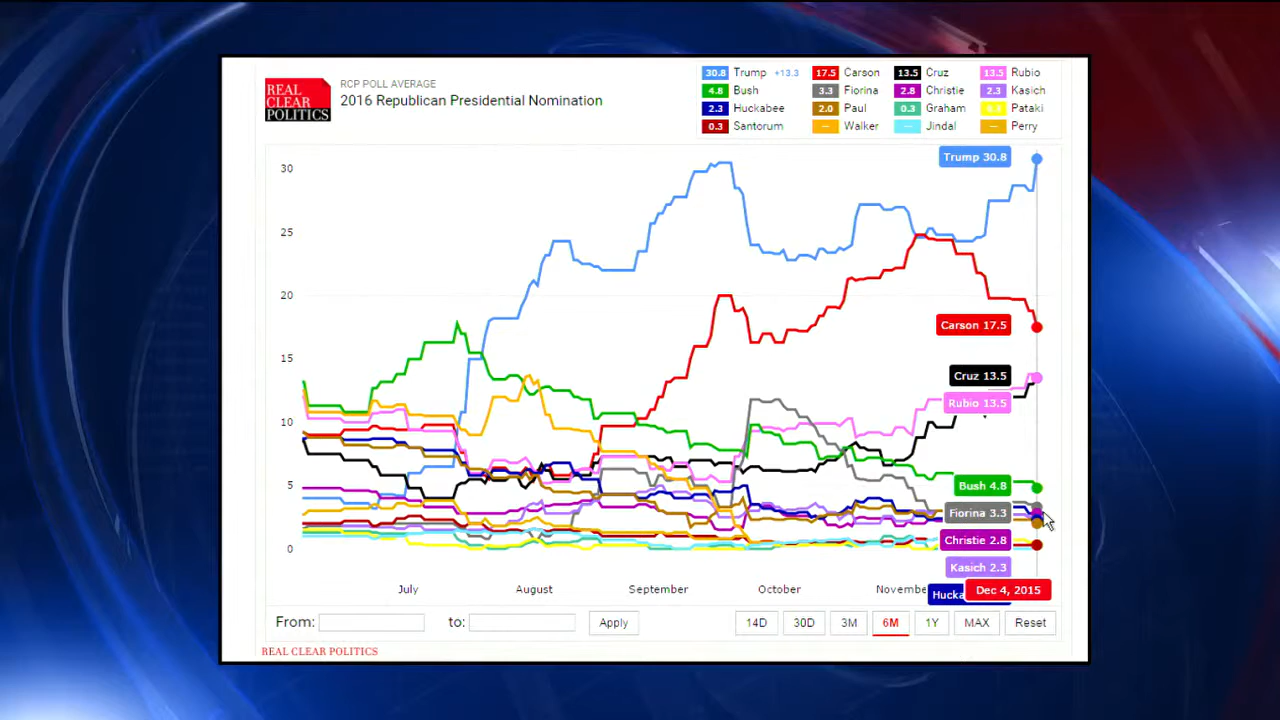 REAL
CLEAR
POLITICS
RCP POLL AVERAGE
2016 Republican Presidential Nomination
30.8 Trump +13.3 17.5 Carson 13.5 Cruz 13.5 Rubio
4.8 Bush 3.3 Fiorina 2.8 Christie 2.3 Kasich
2.3 Huckabee 2.0 Paul 0.3 Graham Pataki
0.3 Santorum – Walker – Jindal – Perry
30
25
20
15
10
5
0
Trump 30.8
Carson 17.5
Cruz 13.5
Rubio 13.5
Bush 4.8
Fiorina 3.3
Christie 2.8
Kasich 2.3
Hucka
Dec 4, 2015
July August September October Novembe
From: to: Apply 14D 30D 3M 6M 1Y MAX Reset
REAL CLEAR POLITICS